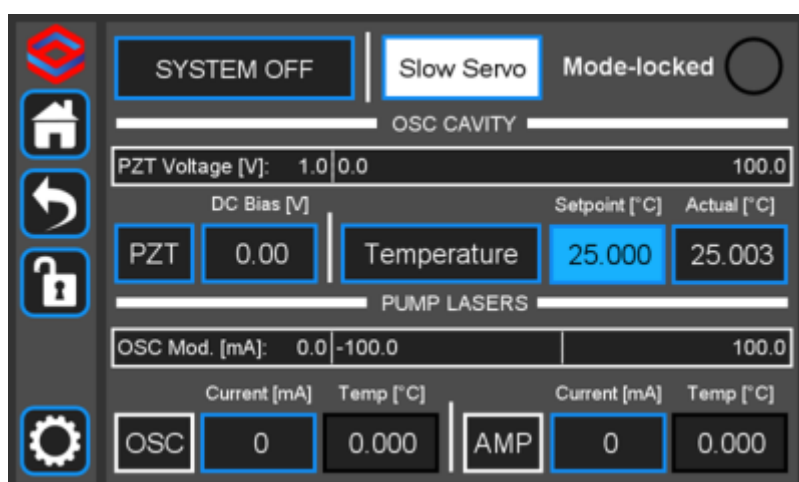 SYSTEM OFF Slow Servo Mode-locked
OSC CAVITY
PZT Voltage [V]: 1.0 0.0 100.0
DC Bias [V] Setpoint [°C] Actual [°C]
PZT 0.00 Temperature 25.000 25.003
PUMP LASERS
OSC Mod. [mA]: 0.0 -100.0 100.0
Current [mA] Temp [°C] Current [mA] Temp [°C]
OSC 0 0.000 AMP 0 0.000